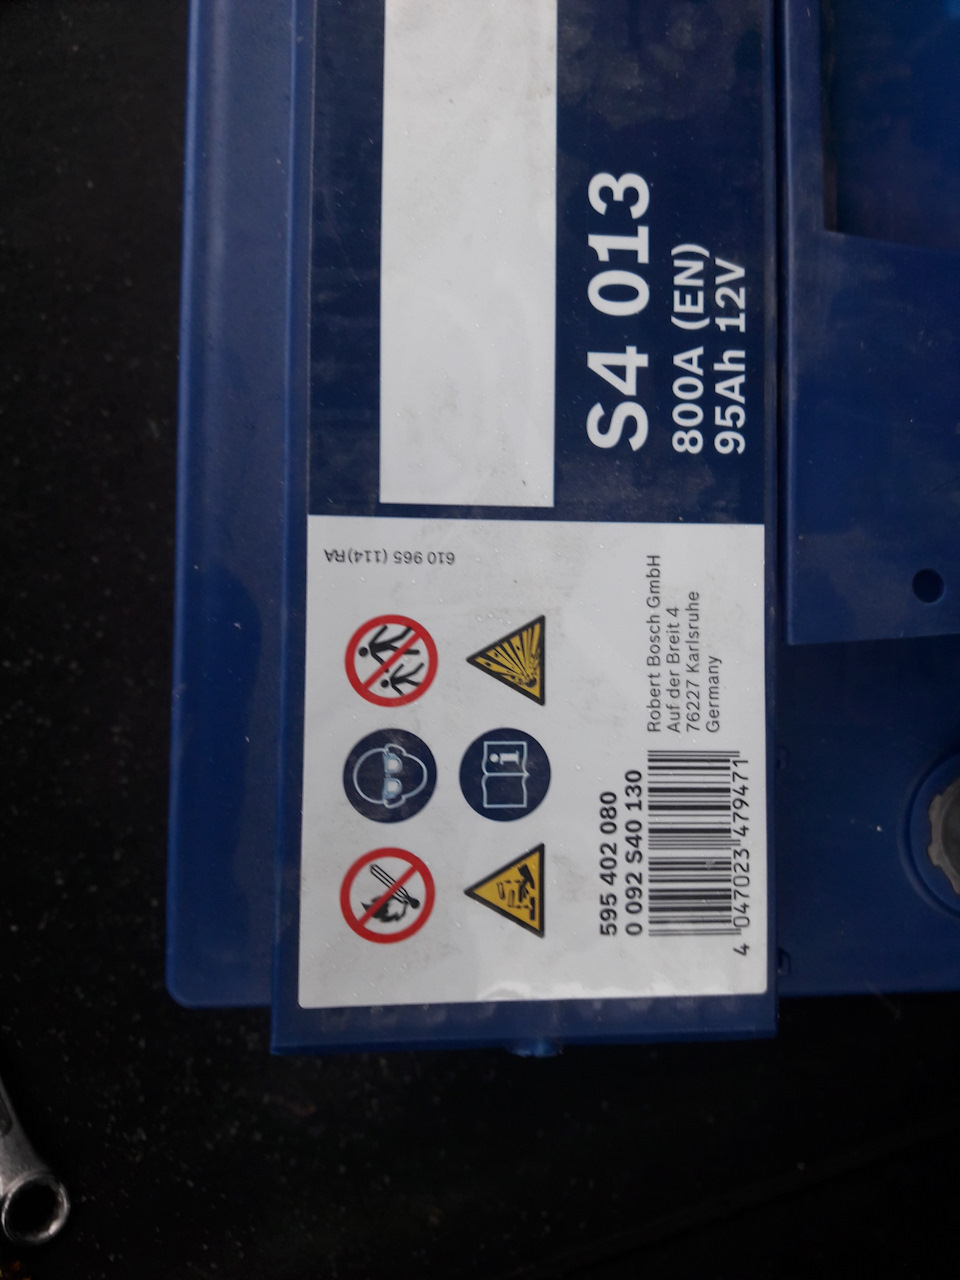 S4 013
800A (EN)
95Ah 12V
610 965 (114)RA
Robert Bosch GmbH
Auf der Breit 4
76227 Karlsruhe
Germany
595 402 080
0 092 S40 130
4 047023 479471